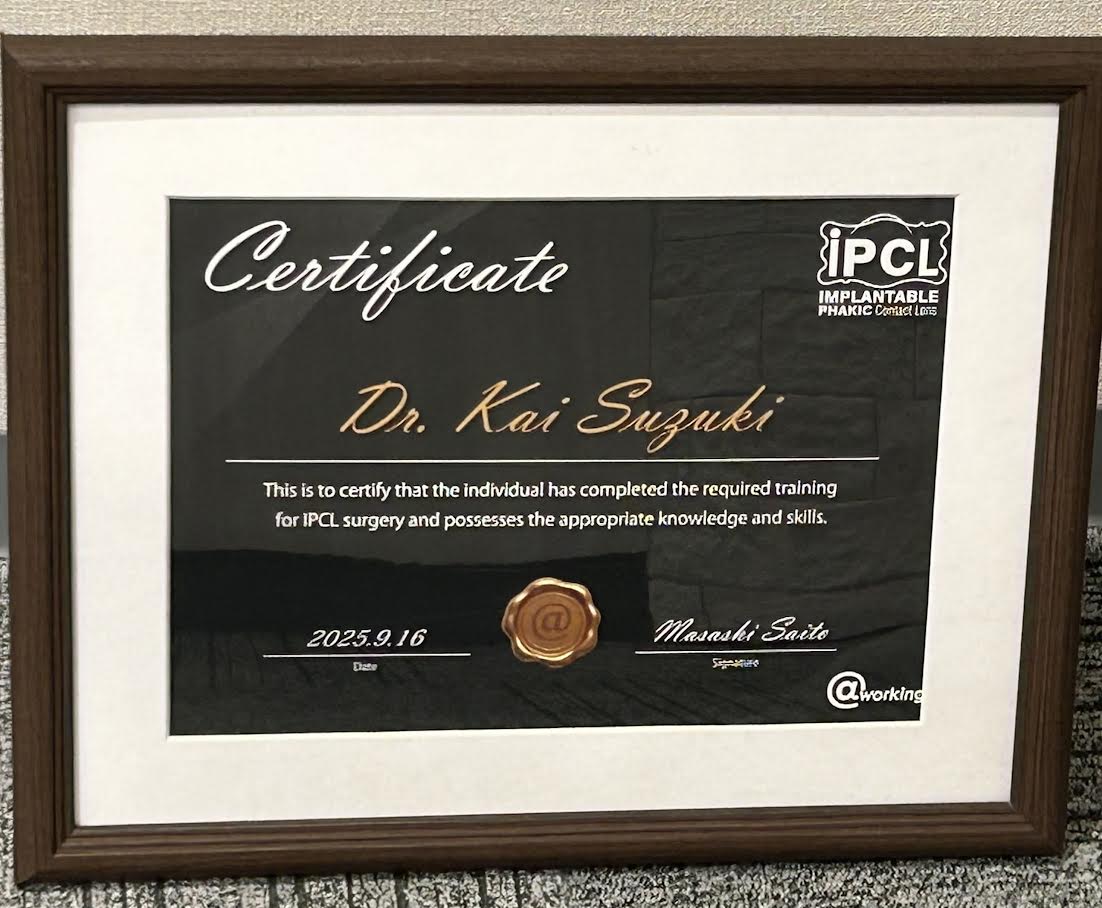 Certificate
iPCL
IMPLANTABLE
PHAKIC Contact Lens
Dr. Kai Suzuki
This is to certify that the individual has completed the required training
for IPCL surgery and possesses the appropriate knowledge and skills.
2025.9.16
Date
@
Masashi Saito
Signature
@working